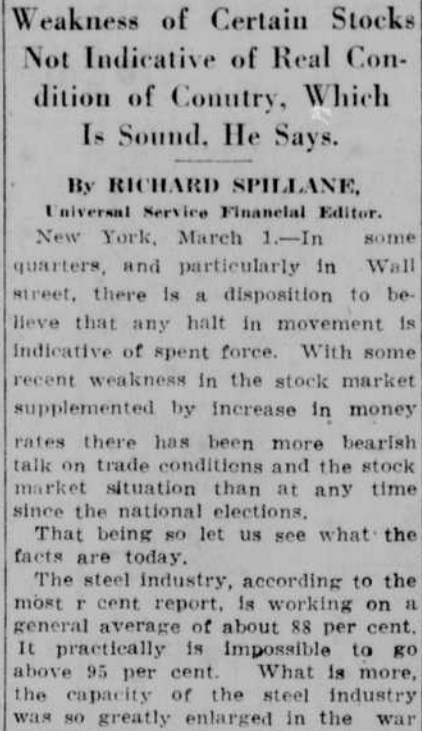 Weakness of Certain Stocks
Not Indicative of Real Con-
dition of Country, Which
Is Sound, He Says.
By RICHARD SPILLANE,
Universal Service Financial Editor.
New York, March 1.—In some
quarters, and particularly in Wall
street, there is a disposition to be-
lieve that any halt in movement is
indicative of spent force. With some
recent weakness in the stock market
supplemented by increase in money
rates there has been more bearish
talk on trade conditions and the stock
market situation than at any time
since the national elections.
That being so let us see what the
facts are today.
The steel industry, according to the
most r cent report, is working on a
general average of about 88 per cent.
It practically is impossible to go
above 95 per cent. What is more,
the capacity of the steel industry
was so greatly enlarged in the war